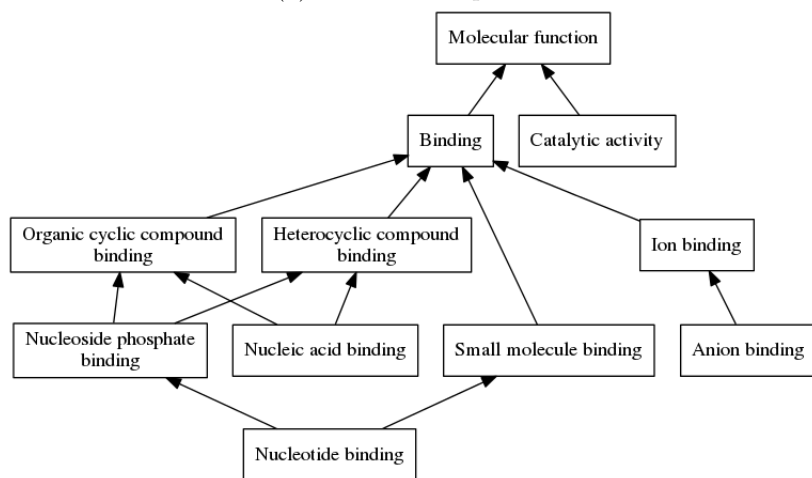 Molecular function
Binding
Catalytic activity
Organic cyclic compound
binding
Heterocyclic compound
binding
Ion binding
Nucleoside phosphate
binding
Nucleic acid binding
Small molecule binding
Anion binding
Nucleotide binding